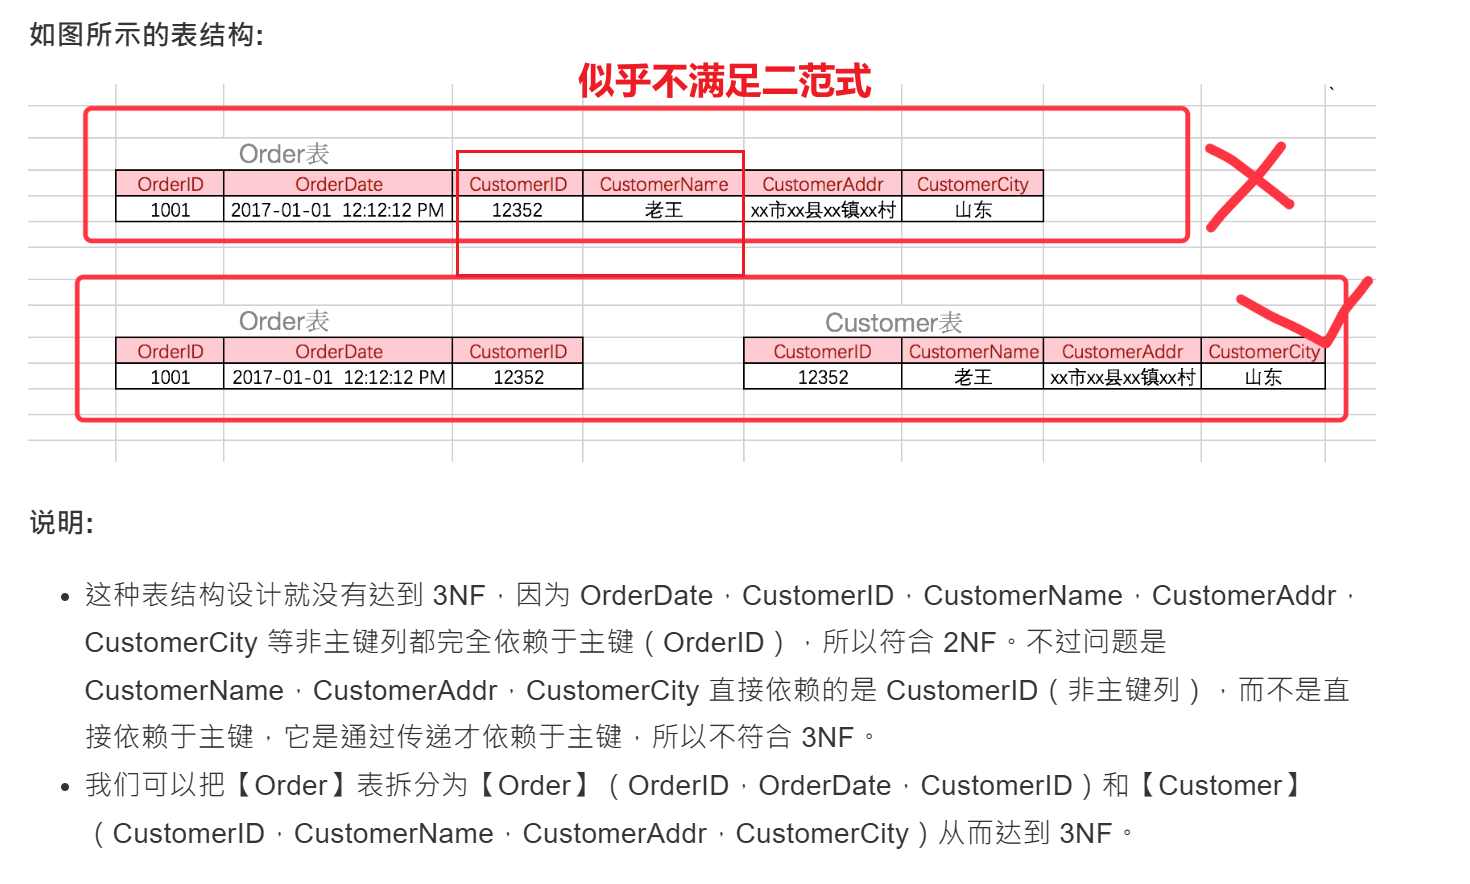 如图所示的表结构:
似乎不满足二范式
、
Order表
OrderID OrderDate CustomerID CustomerName CustomerAddr CustomerCity
1001 2017-01-01 12:12:12 PM 12352 老王 xx市xx县xx镇xx村 山东
Order表 Customer表
OrderID OrderDate CustomerID CustomerID CustomerName CustomerAddr CustomerCity
1001 2017-01-01 12:12:12 PM 12352 12352 老王 xx市xx县xx镇xx村 山东
说明:
• 这种表结构设计就没有达到 3NF，因为 OrderDate，CustomerID，CustomerName，CustomerAddr，
CustomerCity 等非主键列都完全依赖于主键（OrderID），所以符合 2NF。不过问题是
CustomerName，CustomerAddr，CustomerCity 直接依赖的是 CustomerID（非主键列），而不是直
接依赖于主键，它是通过传递才依赖于主键，所以不符合 3NF。
• 我们可以把【Order】表拆分为【Order】（OrderID，OrderDate，CustomerID）和【Customer】
（CustomerID，CustomerName，CustomerAddr，CustomerCity）从而达到 3NF。